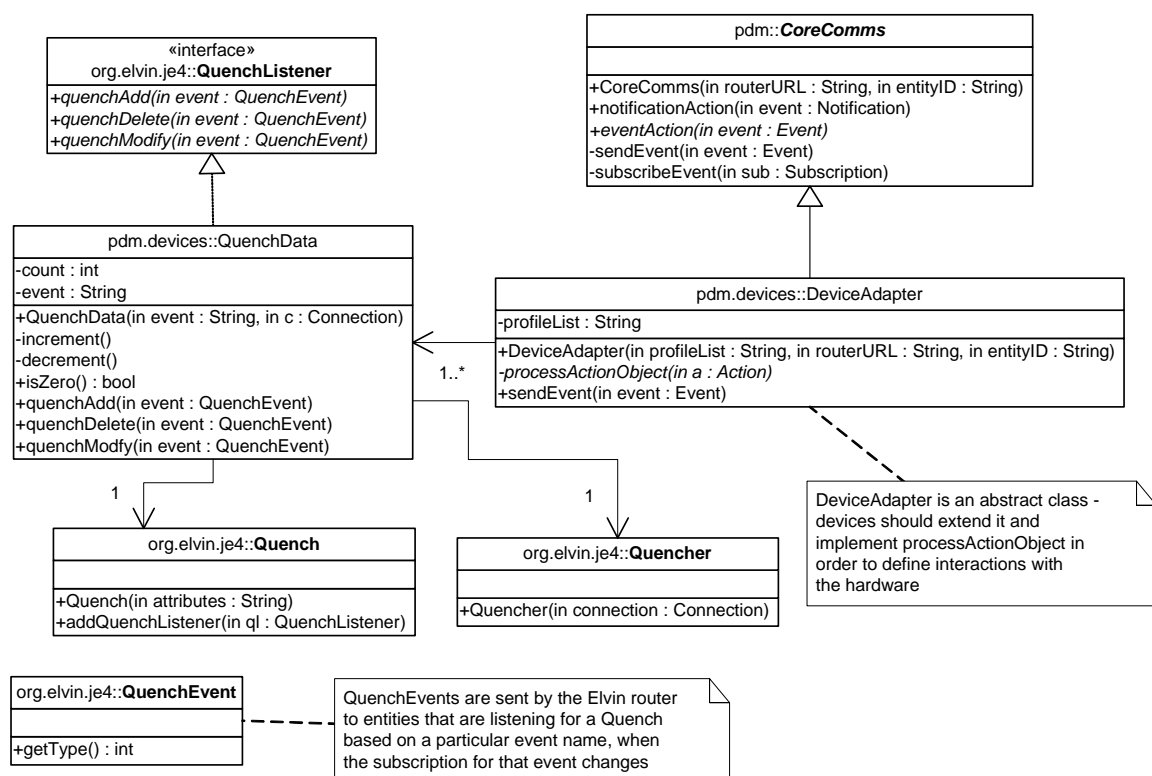 «interface»
org.elvin.je4::QuenchListener
+quenchAdd(in event : QuenchEvent)
+quenchDelete(in event : QuenchEvent)
+quenchModify(in event : QuenchEvent)
pdm::CoreComms
+CoreComms(in routerURL : String, in entityID : String)
+notificationAction(in event : Notification)
+eventAction(in event : Event)
-sendEvent(in event : Event)
-subscribeEvent(in sub : Subscription)
pdm.devices::QuenchData
-count : int
-event : String
+QuenchData(in event : String, in c : Connection)
-increment()
-decrement()
+isZero() : bool
+quenchAdd(in event : QuenchEvent)
+quenchDelete(in event : QuenchEvent)
+quenchModfy(in event : QuenchEvent)
pdm.devices::DeviceAdapter
-profileList : String
+DeviceAdapter(in profileList : String, in routerURL : String, in entityID : String)
-processActionObject(in a : Action)
+sendEvent(in event : Event)
1..*
1
1
org.elvin.je4::Quench
+Quench(in attributes : String)
+addQuenchListener(in ql : QuenchListener)
org.elvin.je4::Quencher
+Quencher(in connection : Connection)
DeviceAdapter is an abstract class -
devices should extend it and
implement processActionObject in
order to define interactions with
the hardware
org.elvin.je4::QuenchEvent
+getType() : int
QuenchEvents are sent by the Elvin router
to entities that are listening for a Quench
based on a particular event name, when
the subscription for that event changes